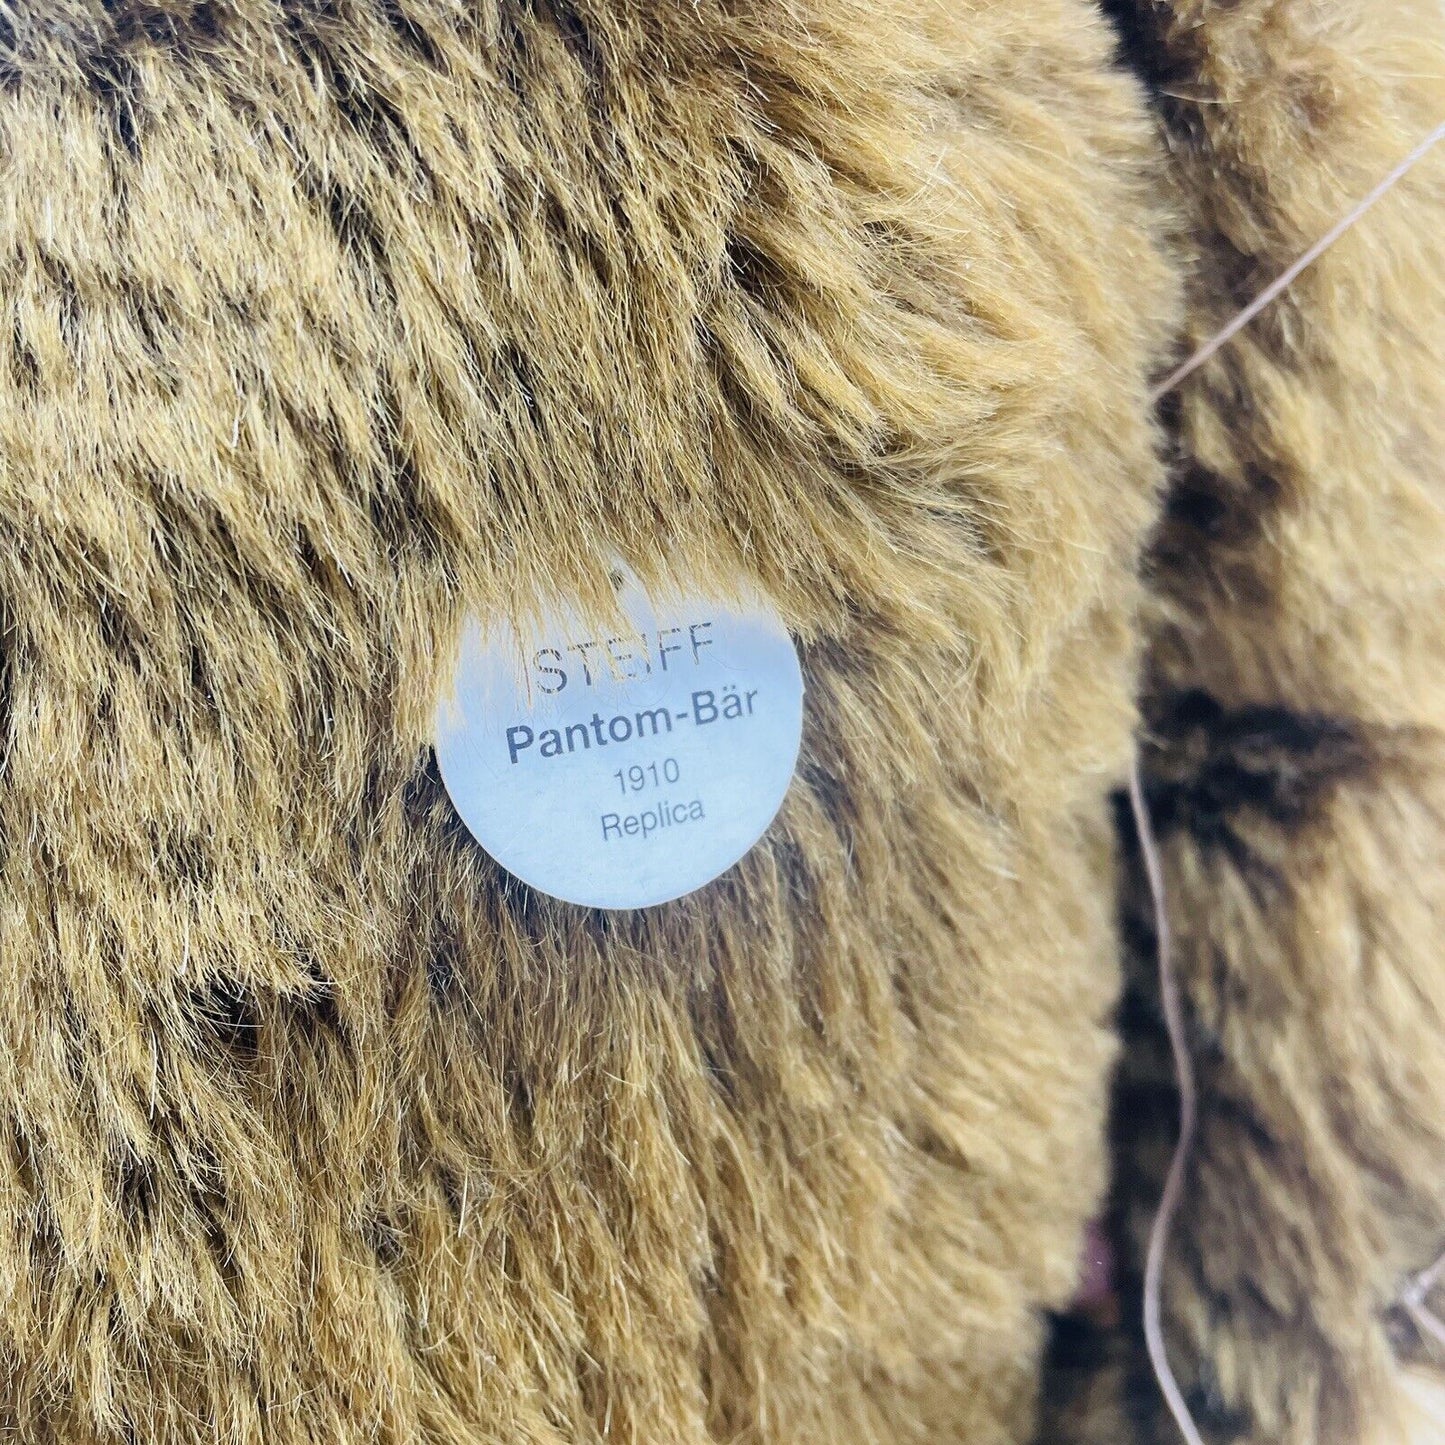 STEIFF
Pantom-Bär
1910
Replica